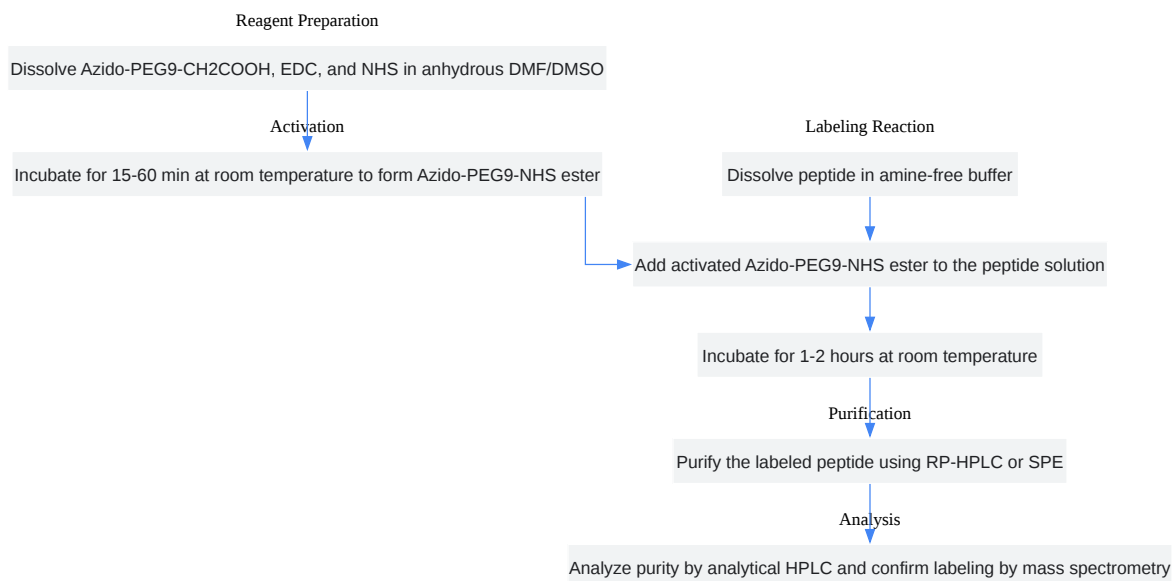 Reagent Preparation
Dissolve Azido-PEG9-CH2COOH, EDC, and NHS in anhydrous DMF/DMSO
Activation
Incubate for 15-60 min at room temperature to form Azido-PEG9-NHS ester
Labeling Reaction
Dissolve peptide in amine-free buffer
Add activated Azido-PEG9-NHS ester to the peptide solution
Incubate for 1-2 hours at room temperature
Purification
Purify the labeled peptide using RP-HPLC or SPE
Analysis
Analyze purity by analytical HPLC and confirm labeling by mass spectrometry